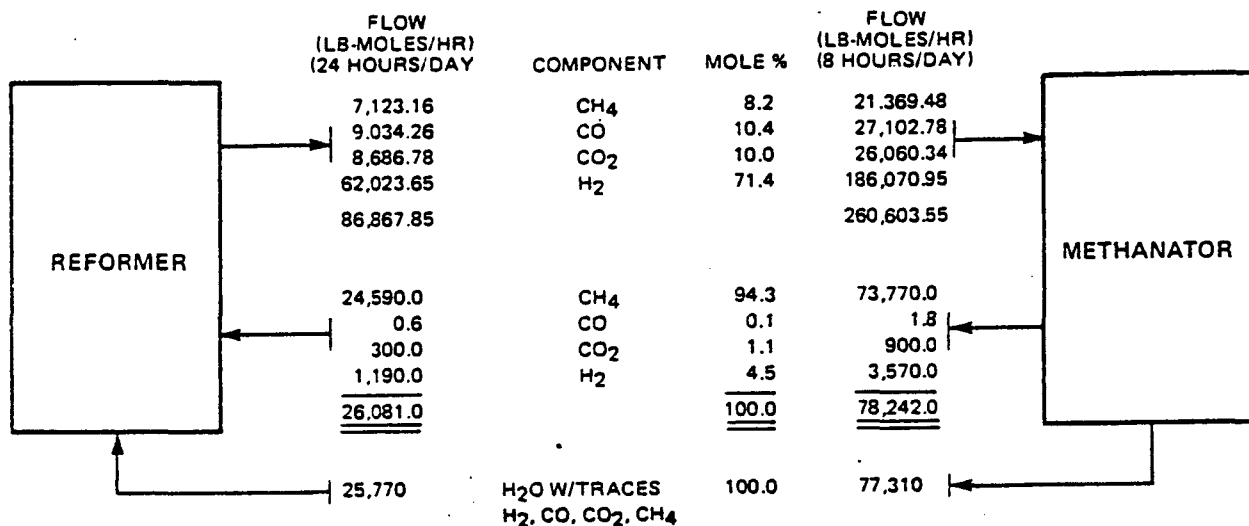 FLOW FLOW
(LB-MOLES/HR) (LB-MOLES/HR)
(24 HOURS/DAY COMPONENT MOLE % (8 HOURS/DAY)
7,123.16 CH4 8.2 21.369.48
9.034.26 CO 10.4 27,102.78
8,686.78 CO2 10.0 26,060.34
62,023.65 H2 71.4 186,070.95
86,867.85 260,603.55
REFORMER METHANATOR
24,590.0 CH4 94.3 73,770.0
0.6 CO 0.1 1.8
300.0 CO2 1.1 900.0
1,190.0 H2 4.5 3,570.0
26,081.0 100.0 78,242.0
25,770 H2O W/TRACES 100.0 77,310
H2, CO, CO2, CH4